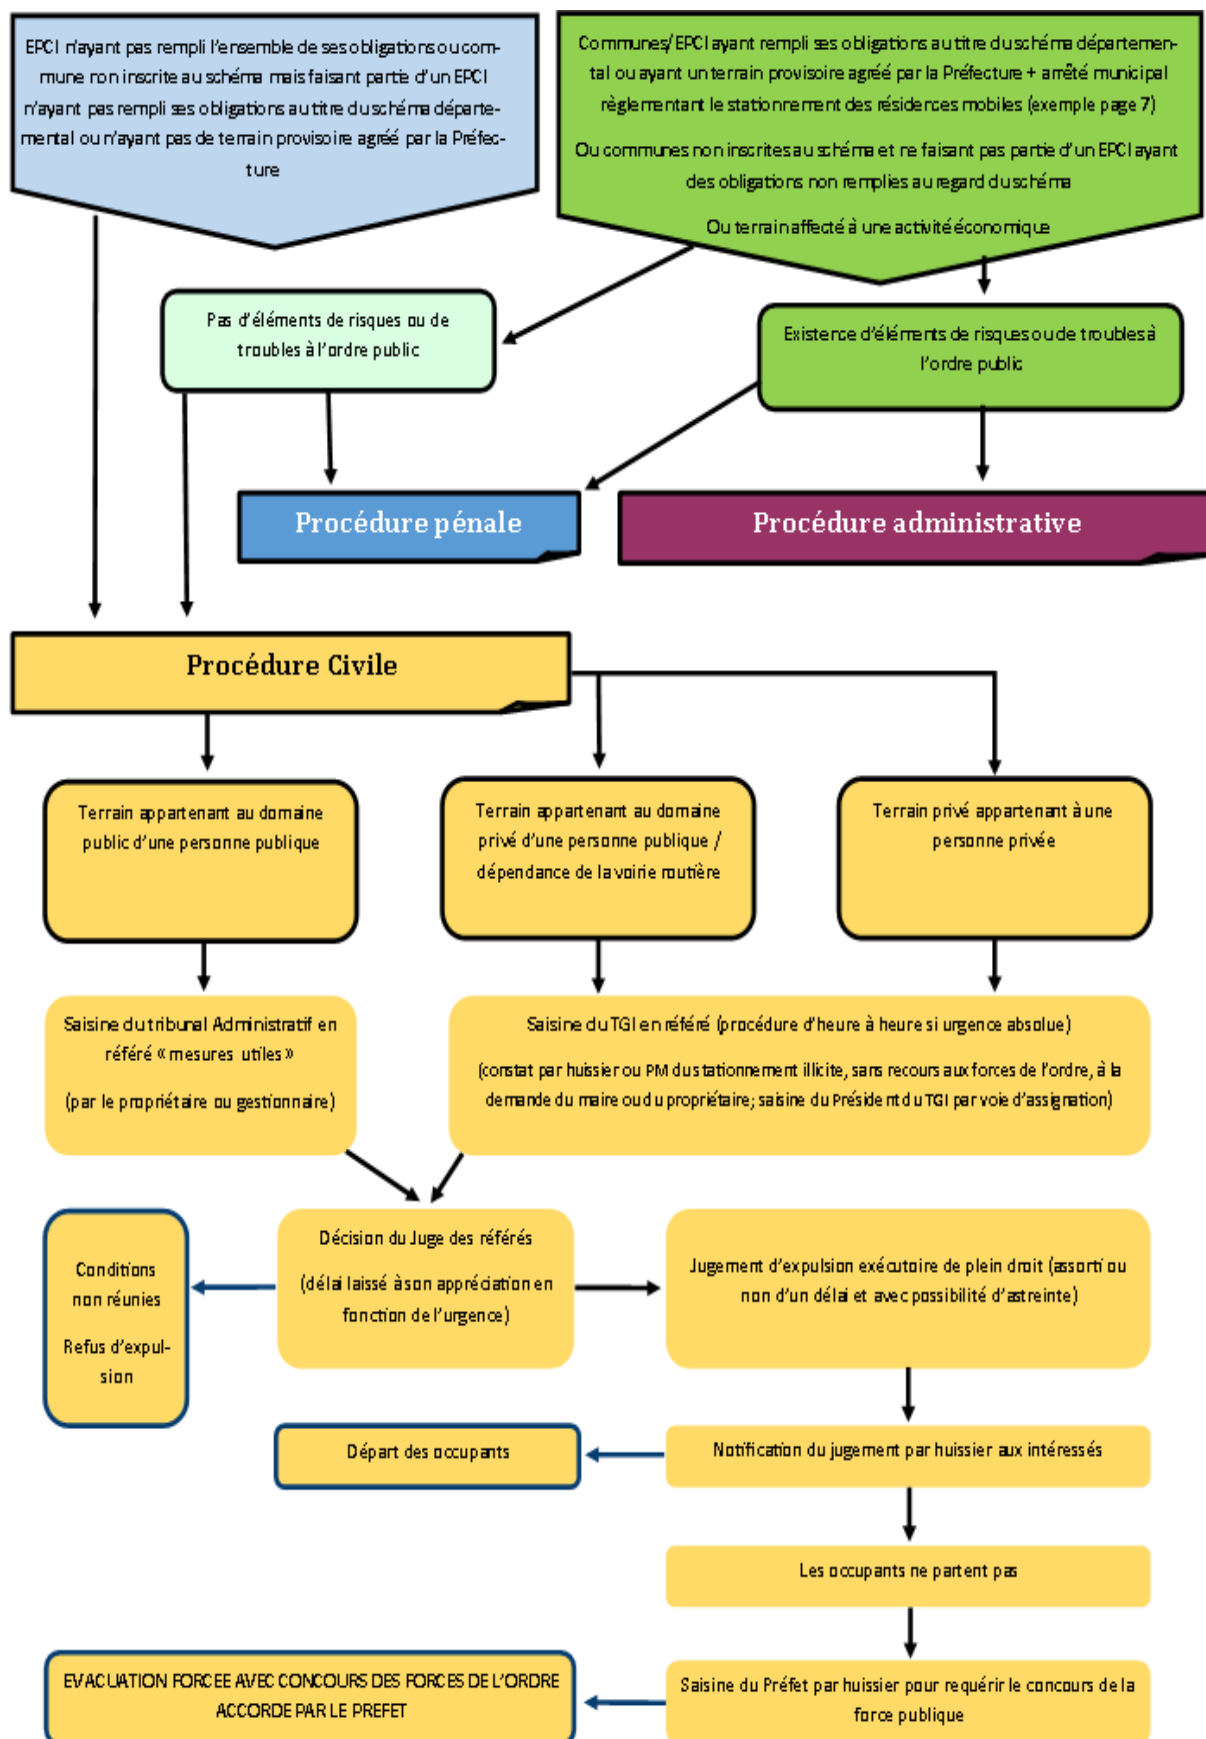 EPCI n'ayant pas rempli l'ensemble de ses obligations ou com-
mune non inscrite au schéma mais faisant partie d'un EPCI
n'ayant pas rempli ses obligations au titre du schéma départe-
mental ou n'ayant pas de terrain provisoire agréé par la Préfec-
ture
Communes/EPCI ayant rempli ses obligations au titre du schéma départemen-
tal ou ayant un terrain provisoire agréé par la Préfecture + arrêté municipal
règlementant le stationnement des résidences mobiles (exemple page 7)
Ou communes non inscrites au schéma et ne faisant pas partie d'un EPCI ayant
des obligations non remplies au regard du schéma
Ou terrain affecté à une activité économique
Pas d'éléments de risques ou de
troubles à l'ordre public
Existence d'éléments de risques ou de troubles à
l'ordre public
Procédure pénale
Procédure administrative
Procédure Civile
Terrain appartenant au domaine
public d'une personne publique
Terrain appartenant au domaine
privé d'une personne publique /
dépendance de la voirie routière
Terrain privé appartenant à une
personne privée
Saisine du tribunal Administratif en
référé « mesures utiles »
(par le propriétaire ou gestionnaire)
Saisine du TGI en référé (procédure d'heure à heure si urgence absolue)
(constat par huissier ou PM du stationnement illicite, sans recours aux forces de l'ordre, à la
demande du maire ou du propriétaire; saisine du Président du TGI par voie d'assignation)
Conditions
non réunies
Refus d'expul-
sion
Décision du Juge des référés
(délai laissé à son appréciation en
fonction de l'urgence)
Jugement d'expulsion exécutoire de plein droit (assorti ou
non d'un délai et avec possibilité d'astreinte)
Départ des occupants
Notification du jugement par huissier aux intéressés
Les occupants ne partent pas
EVACUATION FORCEE AVEC CONCOURS DES FORCES DE L'ORDRE
ACCORDE PAR LE PREFET
Saisine du Préfet par huissier pour requérir le concours de la
force publique